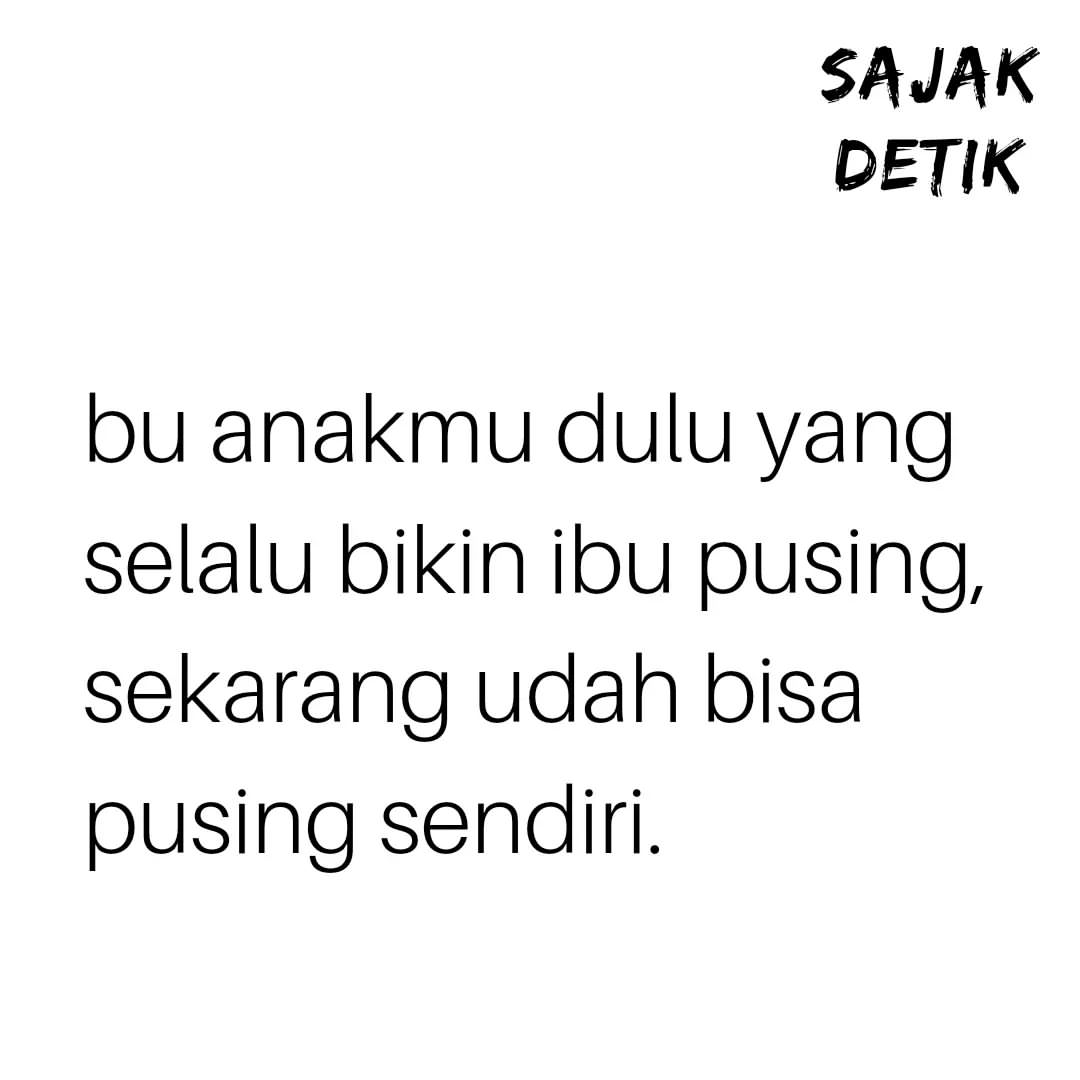 SAJAK
DETIK
bu anakmu dulu yang
selalu bikin ibu pusing,
sekarang udah bisa
pusing sendiri.